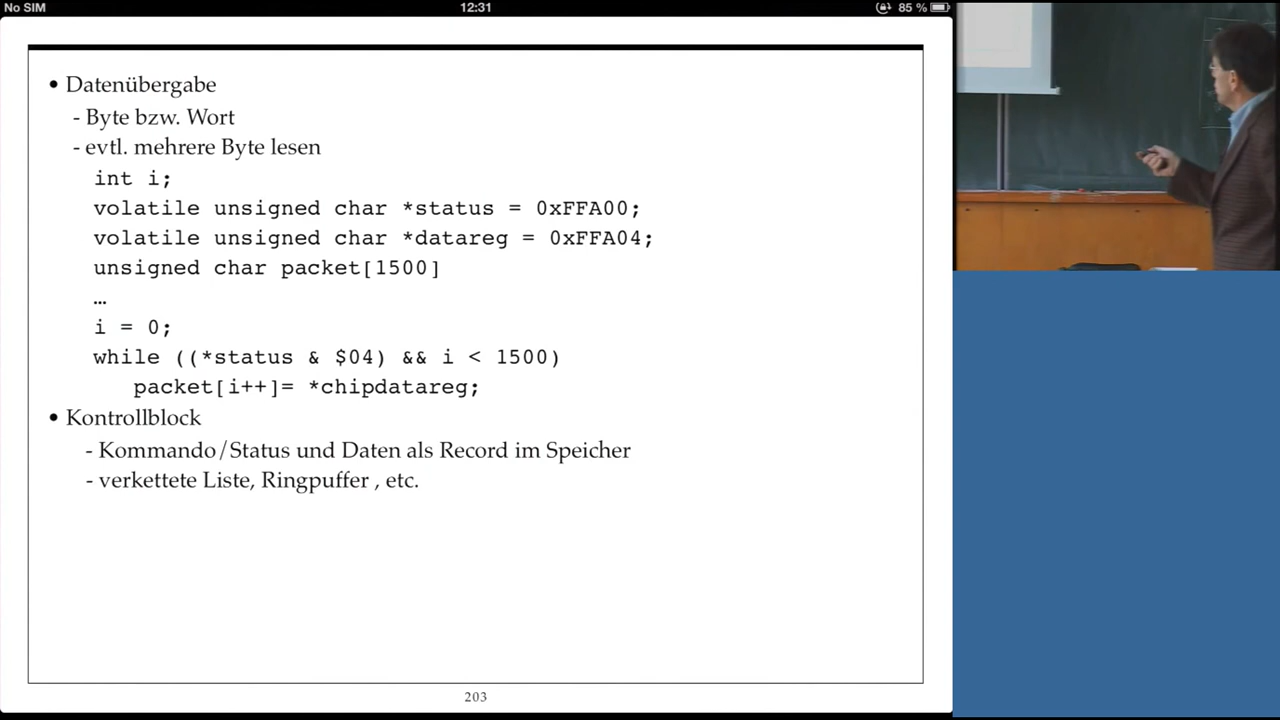 No SIM 12:31 85 %
• Datenübergabe
- Byte bzw. Wort
- evtl. mehrere Byte lesen
int i;
volatile unsigned char *status = 0xFFA00;
volatile unsigned char *datareg = 0xFFA04;
unsigned char packet[1500]
…
i = 0;
while ((*status & $04) && i < 1500)
packet[i++]= *chipdatareg;
• Kontrollblock
- Kommando/Status und Daten als Record im Speicher
- verkettete Liste, Ringpuffer , etc.
203